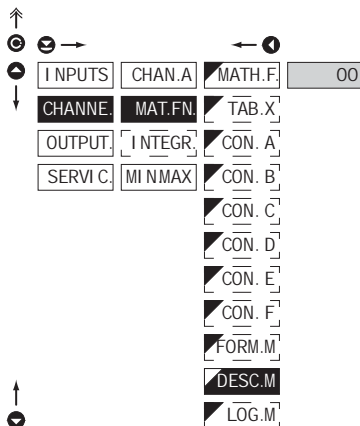 INPUTS CHAN.A MATH.F. 00
CHANNE. MAT.FN. TAB.X
OUTPUT. INTEGR. CON. A
SERVIC. MINMAX CON. B
CON. C
CON. D
CON. E
CON. F
FORM.M
DESC.M
LOG.M